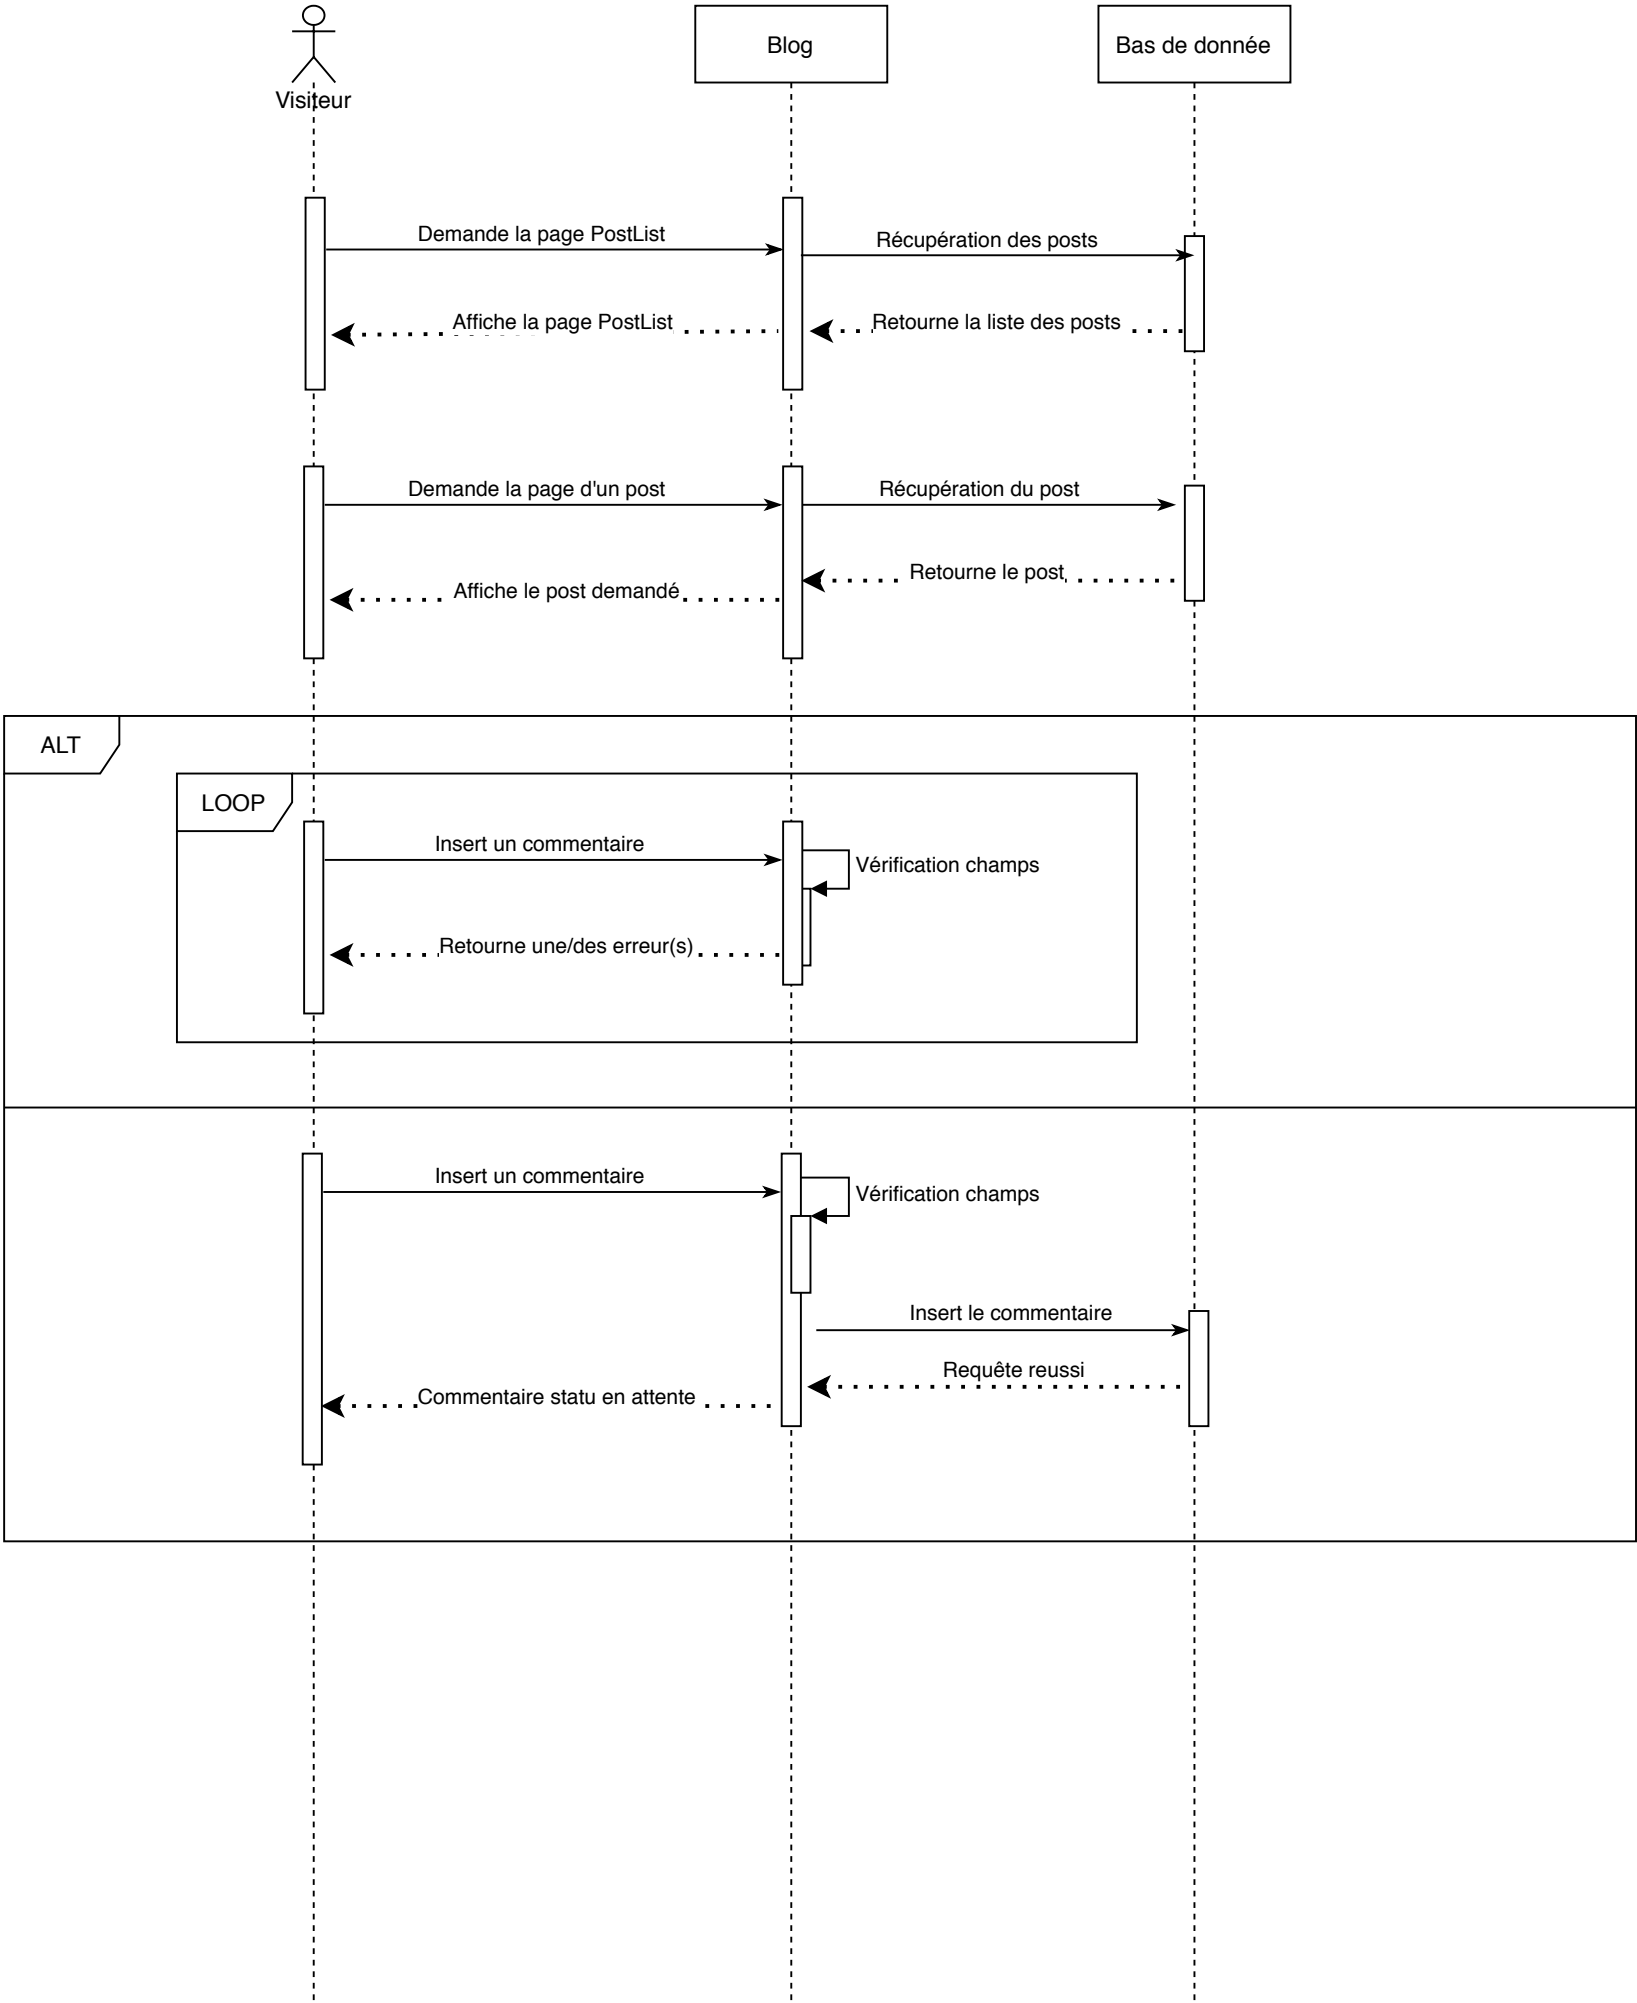 Visiteur
Blog
Bas de donnée
Demande la page PostList
Récupération des posts
Affiche la page PostList
Retourne la liste des posts
Demande la page d'un post
Récupération du post
Retourne le post
Affiche le post demandé
ALT
LOOP
Insert un commentaire
Vérification champs
Retourne une/des erreur(s)
Insert un commentaire
Vérification champs
Insert le commentaire
Requête reussi
Commentaire statu en attente